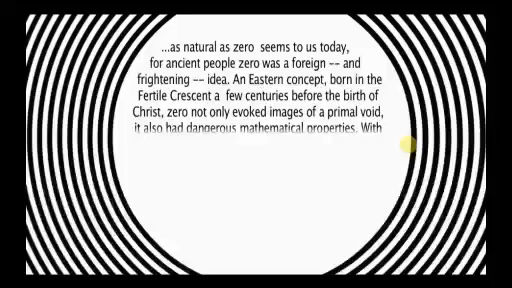 ...as natural as zero seems to us today,
for ancient people zero was a foreign -- and
frightening -- idea. An Eastern concept, born in the
Fertile Crescent a few centuries before the birth of
Christ, zero not only evoked images of a primal void,
it also had dangerous mathematical properties. With